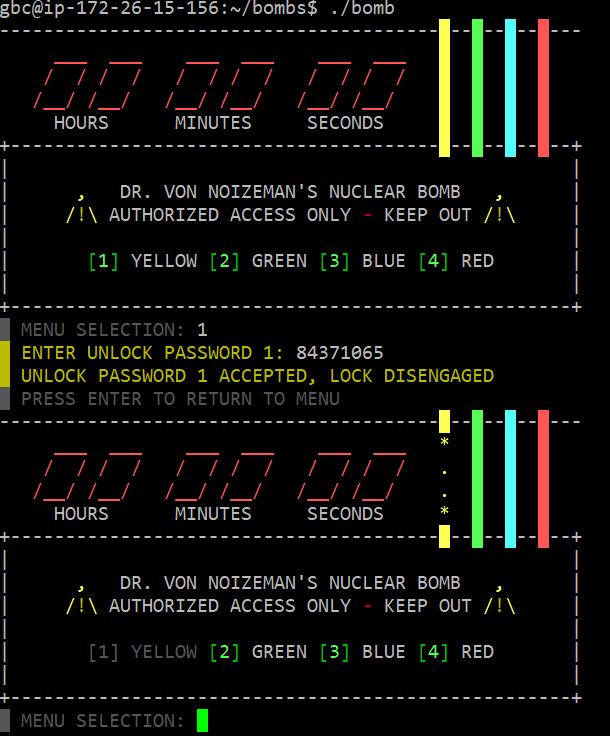 gbc@ip-172-26-15-156:~/bombs$ ./bomb
HOURS MINUTES SECONDS
, DR. VON NOIZEMAN'S NUCLEAR BOMB ,
/!\ AUTHORIZED ACCESS ONLY - KEEP OUT /!\
[1] YELLOW [2] GREEN [3] BLUE [4] RED
MENU SELECTION: 1
ENTER UNLOCK PASSWORD 1: 84371065
UNLOCK PASSWORD 1 ACCEPTED, LOCK DISENGAGED
PRESS ENTER TO RETURN TO MENU
HOURS MINUTES SECONDS
, DR. VON NOIZEMAN'S NUCLEAR BOMB ,
/!\ AUTHORIZED ACCESS ONLY - KEEP OUT /!\
[1] YELLOW [2] GREEN [3] BLUE [4] RED
MENU SELECTION: